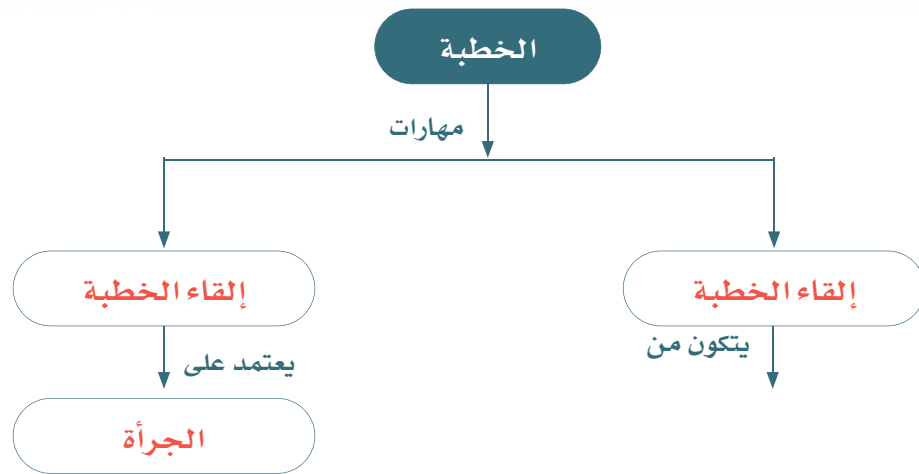 الخطبة
مهارات
إلقاء الخطبة
إلقاء الخطبة
يتكون من
يعتمد على
الجرأة